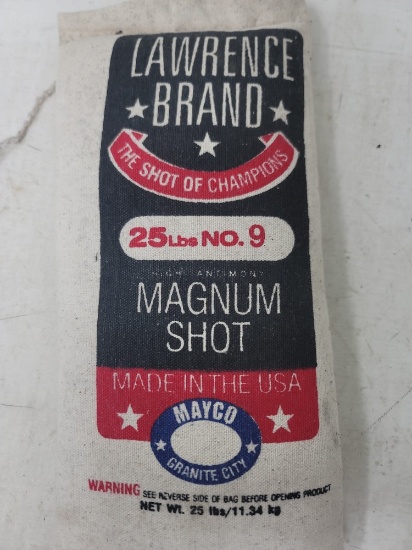 LAWRENCE
BRAND
THE SHOT OF CHAMPIONS
25 Lbs NO. 9
HIGH ANTIMONY
MAGNUM
SHOT
MADE IN THE USA
MAYCO
GRANITE CITY
WARNING SEE REVERSE SIDE OF BAG BEFORE OPENING PRODUCT
NET Wt. 25 lbs/11.34 kg